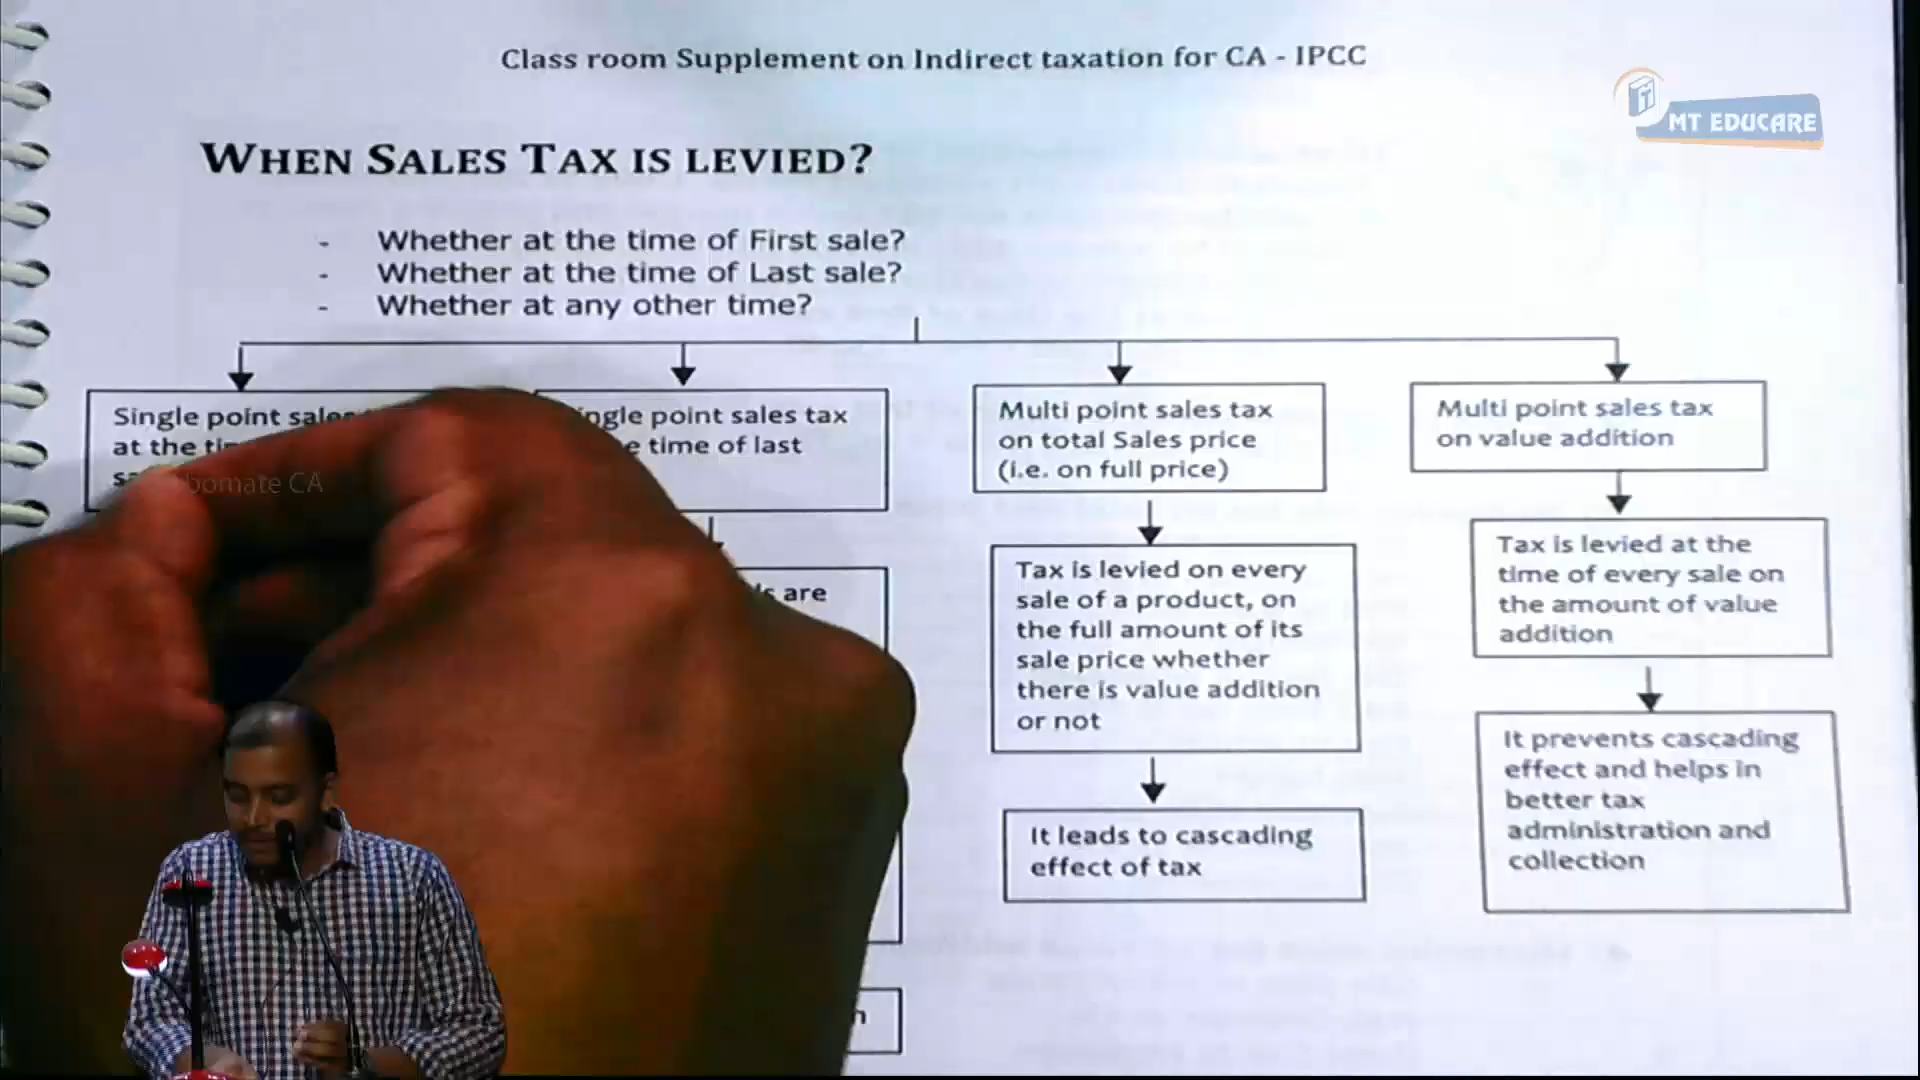 Class room Supplement on Indirect taxation for CA - IPCC
MT EDUCARE
WHEN SALES TAX IS LEVIED?
- Whether at the time of First sale?
- Whether at the time of Last sale?
- Whether at any other time?
Single point sales
at the
point sales tax
time of last
bomate CA
are
Multi point sales tax
on total Sales price
(i.e. on full price)
Tax is levied on every
sale of a product, on
the full amount of its
sale price whether
there is value addition
or not
It leads to cascading
effect of tax
Multi point sales tax
on value addition
Tax is levied at the
time of every sale on
the amount of value
addition
It prevents cascading
effect and helps in
better tax
administration and
collection